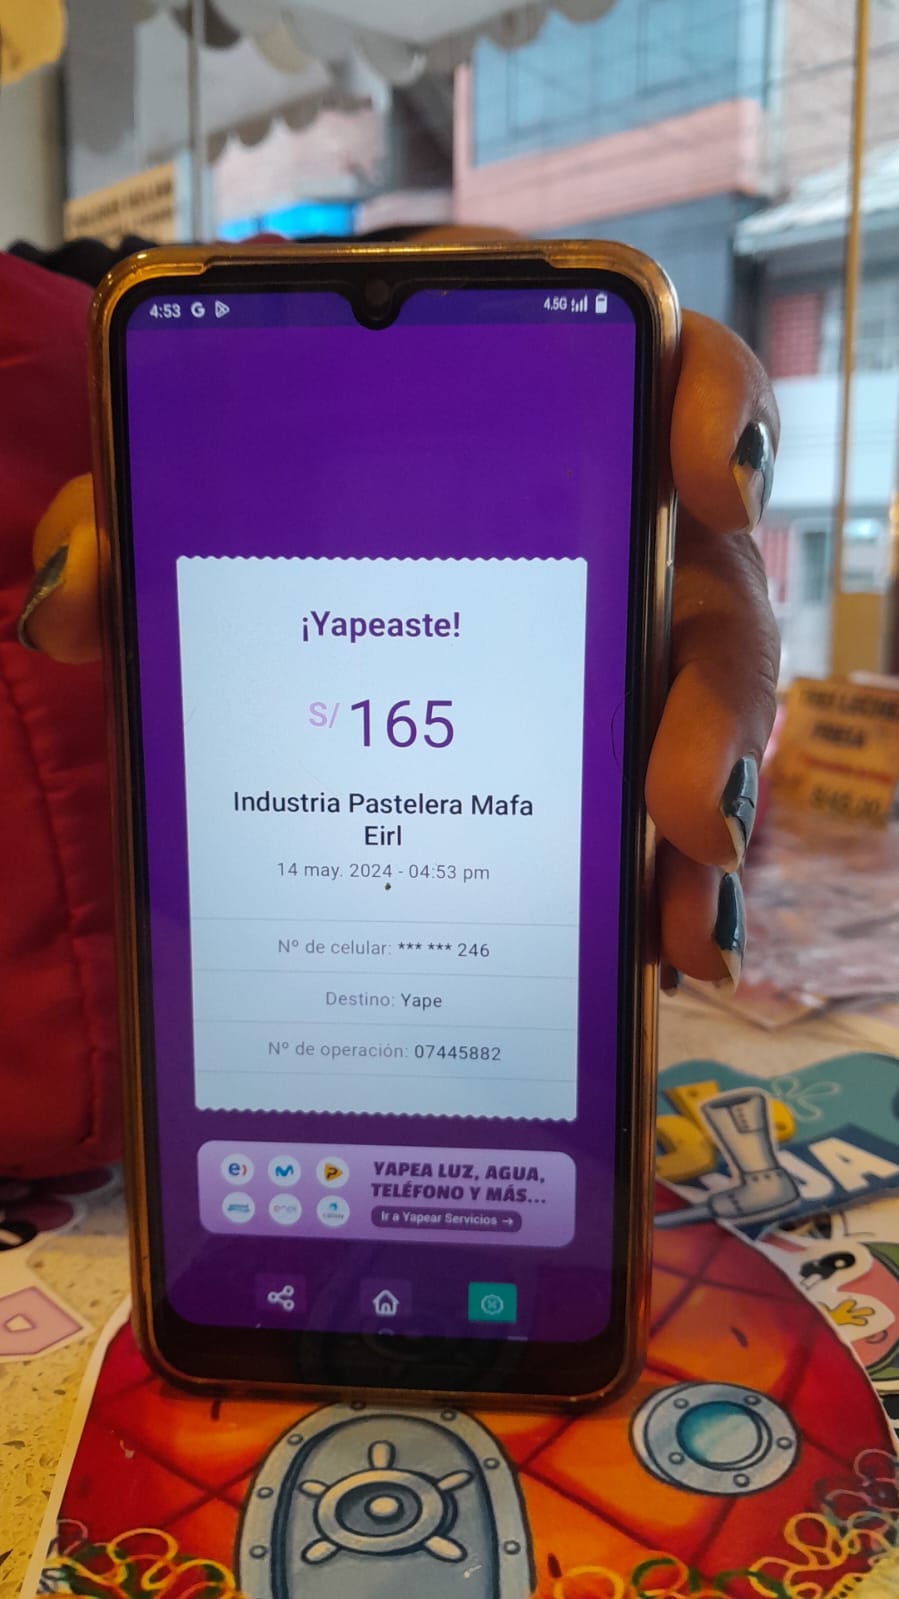 4:53
4.5G
¡Yapeaste!
S/ 165
Industria Pastelera Mafa
Eirl
14 may. 2024 - 04:53 pm
Nº de celular: *** *** 246
Destino: Yape
Nº de operación: 07445882
YAPEA LUZ, AGUA,
TELÉFONO Y MÁS...
Ir a Yapear Servicios →